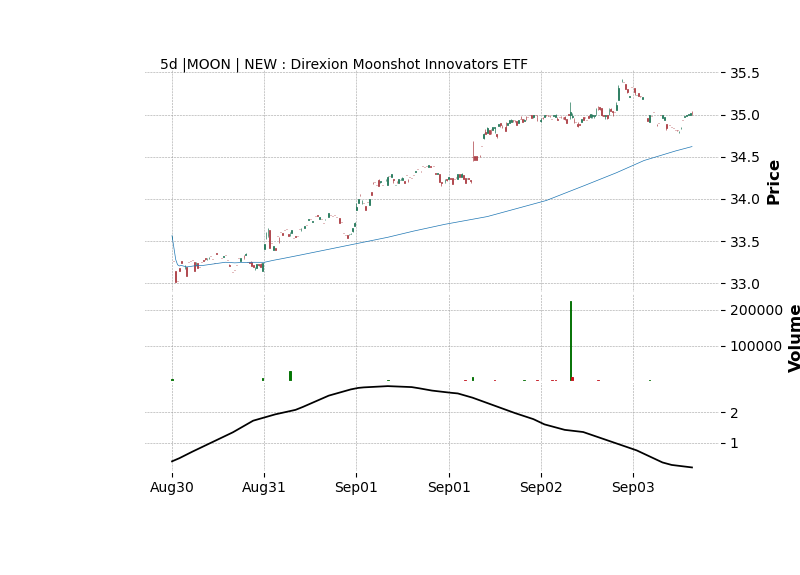 5d |MOON | NEW : Direxion Moonshot Innovators ETF
35.5
35.0
34.5
34.0
33.5
33.0
Price
200000
100000
Volume
2
1
Aug30 Aug31 Sep01 Sep01 Sep02 Sep03